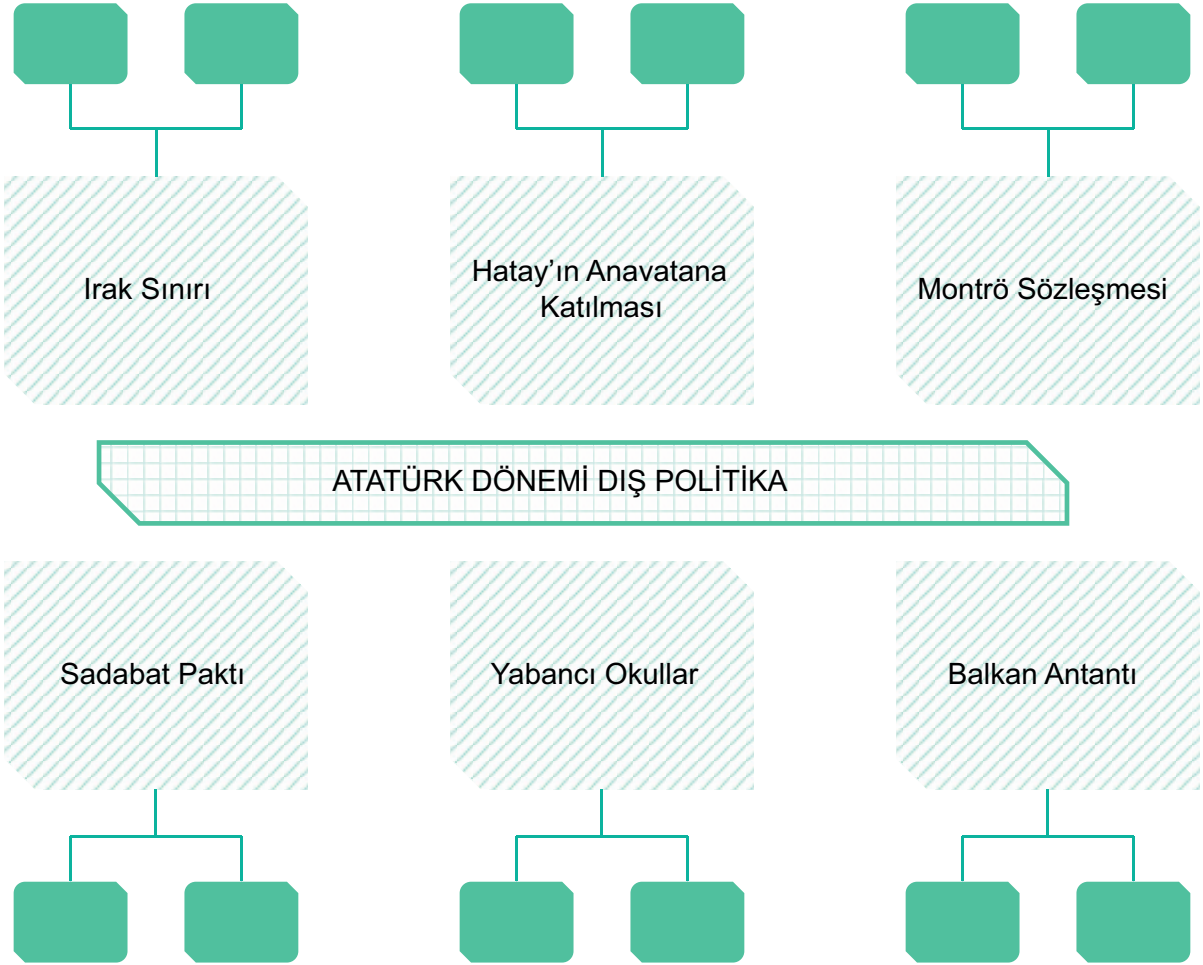 Irak Sınırı
Hatay’ın Anavatana
Katılması
Montrö Sözleşmesi
ATATÜRK DÖNEMİ DIŞ POLİTİKA
Sadabat Paktı
Yabancı Okullar
Balkan Antantı